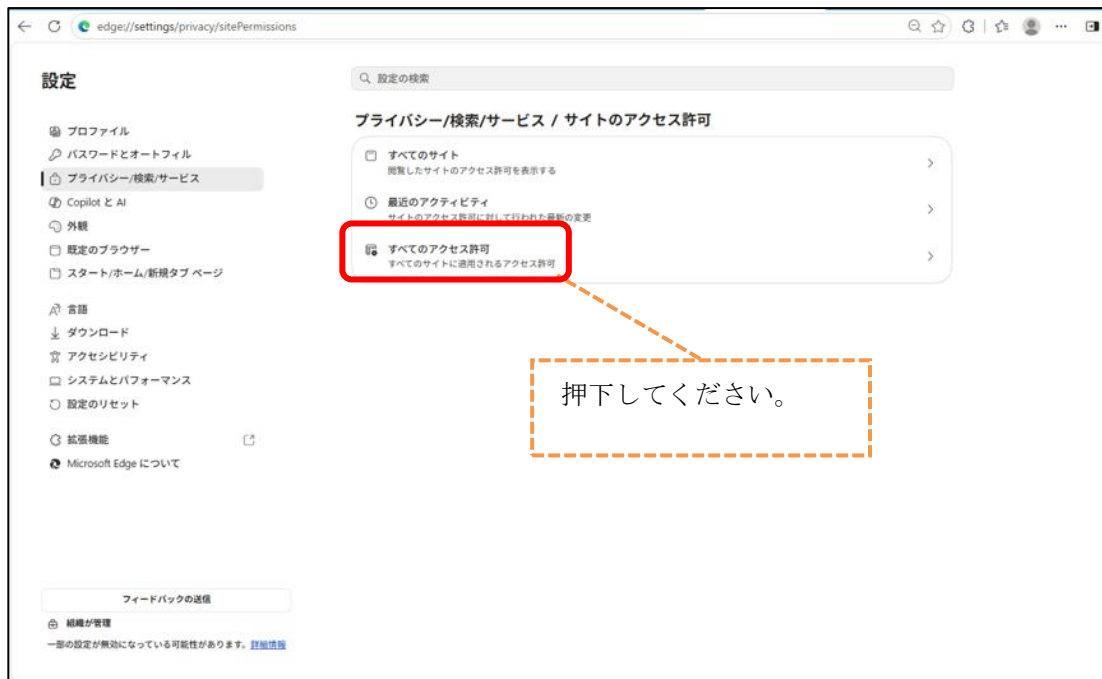 edge://settings/privacy/sitePermissions
設定
設定の検索
プロファイル
パスワードとオートフィル
プライバシー/検索/サービス
Copilot と AI
外観
既定のブラウザー
スタート/ホーム/新規タブ ページ
言語
ダウンロード
アクセシビリティ
システムとパフォーマンス
設定のリセット
拡張機能
Microsoft Edge について
フィードバックの送信
組織が管理
一部の設定が無効になっている可能性があります。詳細情報
プライバシー/検索/サービス / サイトのアクセス許可
すべてのサイト
閲覧したサイトのアクセス許可を表示する
最近のアクティビティ
サイトのアクセス許可に対して行われた最新の変更
すべてのアクセス許可
すべてのサイトに適用されるアクセス許可
押下してください。